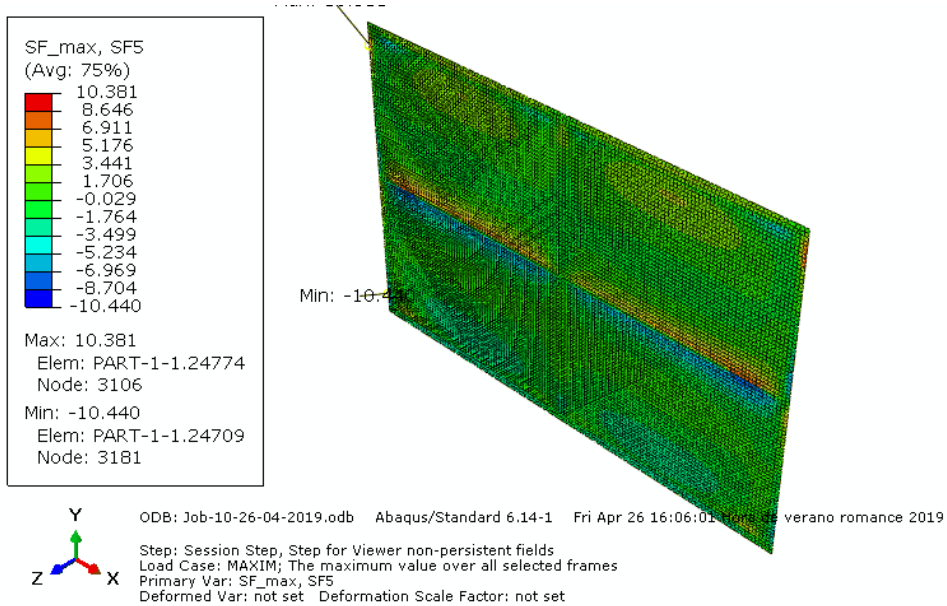 SF_max, SF5
(Avg: 75%)
10.381
8.646
6.911
5.176
3.441
1.706
-0.029
-1.764
-3.499
-5.234
-6.969
-8.704
-10.440
Max: 10.381
Elem: PART-1-1.24774
Node: 3106
Min: -10.440
Elem: PART-1-1.24709
Node: 3181
Min: -10.440
Y
Z
X
ODB: Job-10-26-04-2019.odb Abaqus/Standard 6.14-1 Fri Apr 26 16:06:01 Hora de verano romance 2019
Step: Session Step, Step for Viewer non-persistent fields
Load Case: MAXIM; The maximum value over all selected frames
Primary Var: SF_max, SF5
Deformed Var: not set Deformation Scale Factor: not set